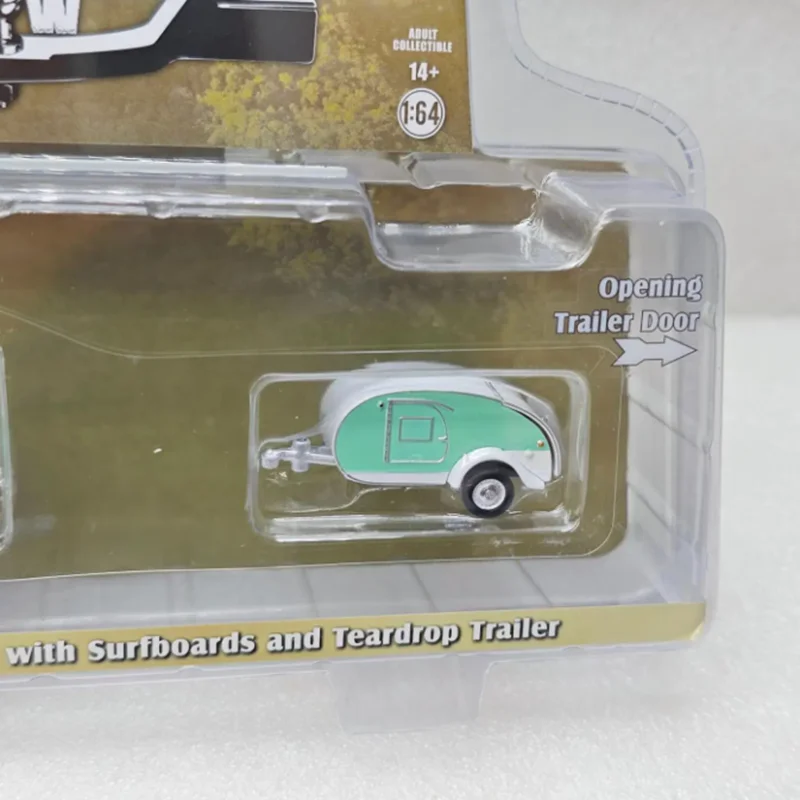 W
ADULT
COLLECTIBLE
14+
1:64
Opening
Trailer Door
with Surfboards and Teardrop Trailer